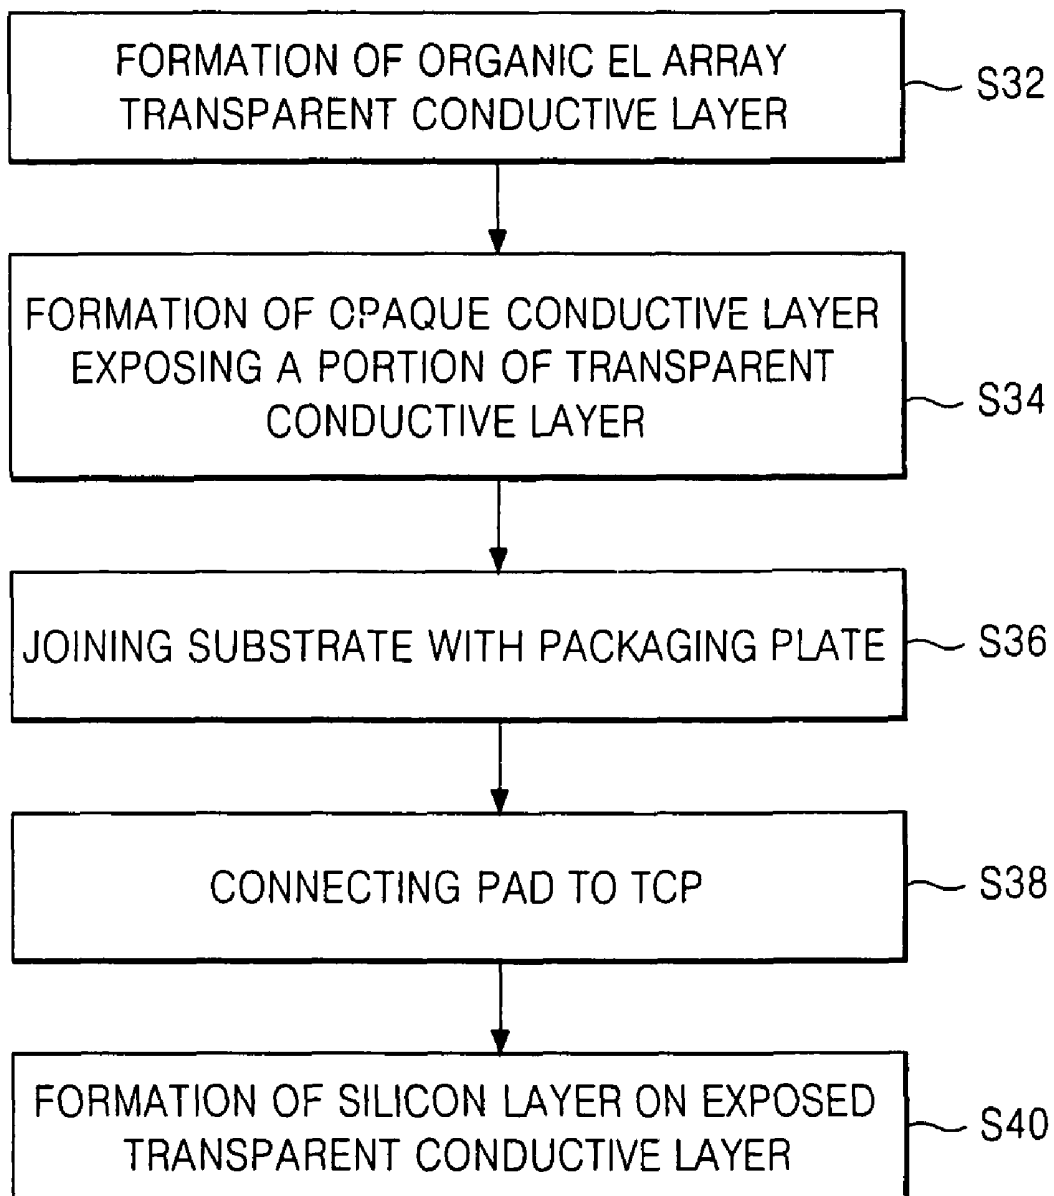 FORMATION OF ORGANIC EL ARRAY
TRANSPARENT CONDUCTIVE LAYER
S32
FORMATION OF OPAQUE CONDUCTIVE LAYER
EXPOSING A PORTION OF TRANSPARENT
CONDUCTIVE LAYER
S34
JOINING SUBSTRATE WITH PACKAGING PLATE
S36
CONNECTING PAD TO TCP
S38
FORMATION OF SILICON LAYER ON EXPOSED
TRANSPARENT CONDUCTIVE LAYER
S40